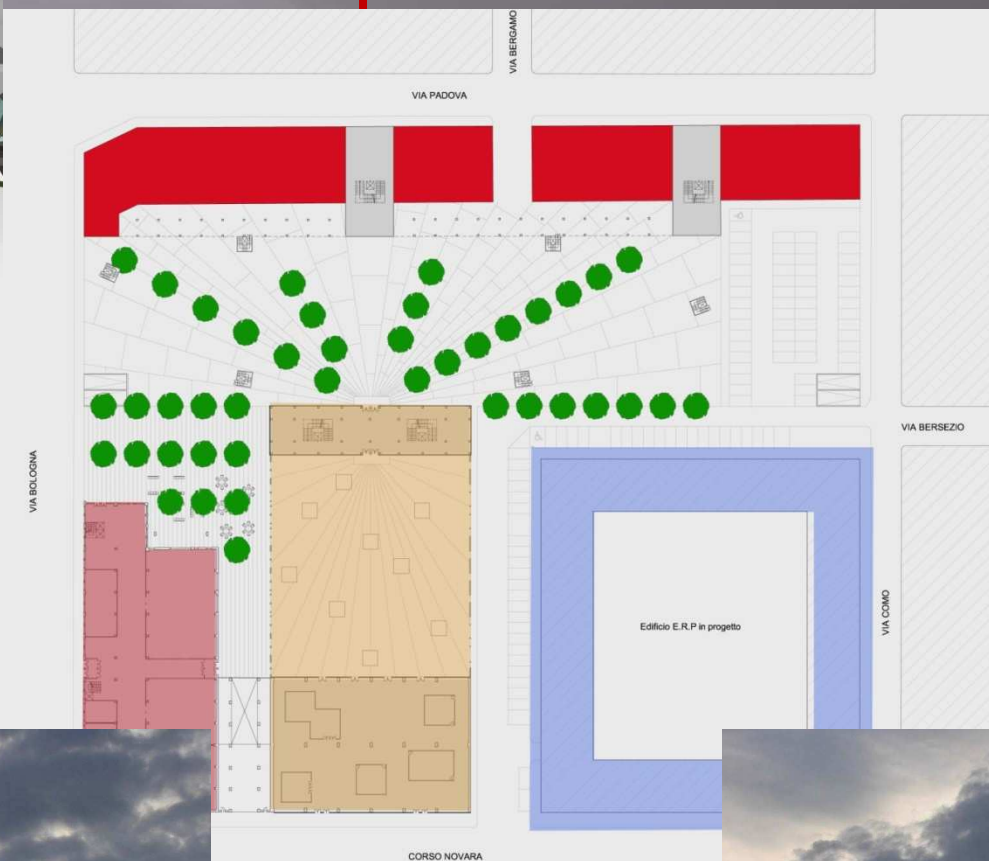 VIA BERGAMO
VIA PADOVA
VIA BERSEZIO
VIA BOLOGNA
VIA COMO
Edificio E.R.P in progetto
CORSO NOVARA